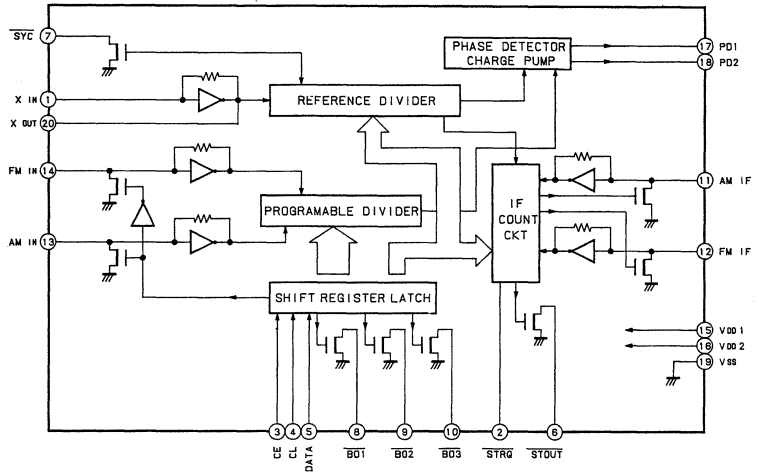 SYC 7
PHASE DETECTOR
CHARGE PUMP
17 PD1
18 PD2
X IN 1
REFERENCE DIVIDER
X OUT 20
FM IN 14
11 AM IF
IF
COUNT
CKT
PROGRAMABLE DIVIDER
AM IN 13
12 FM IF
SHIFT REGISTER LATCH
15 VDD1
16 VDD2
19 VSS
3 4 5 8 9 10 2 6
CE CL DATA BO1 BO2 BO3 STRQ STOUT